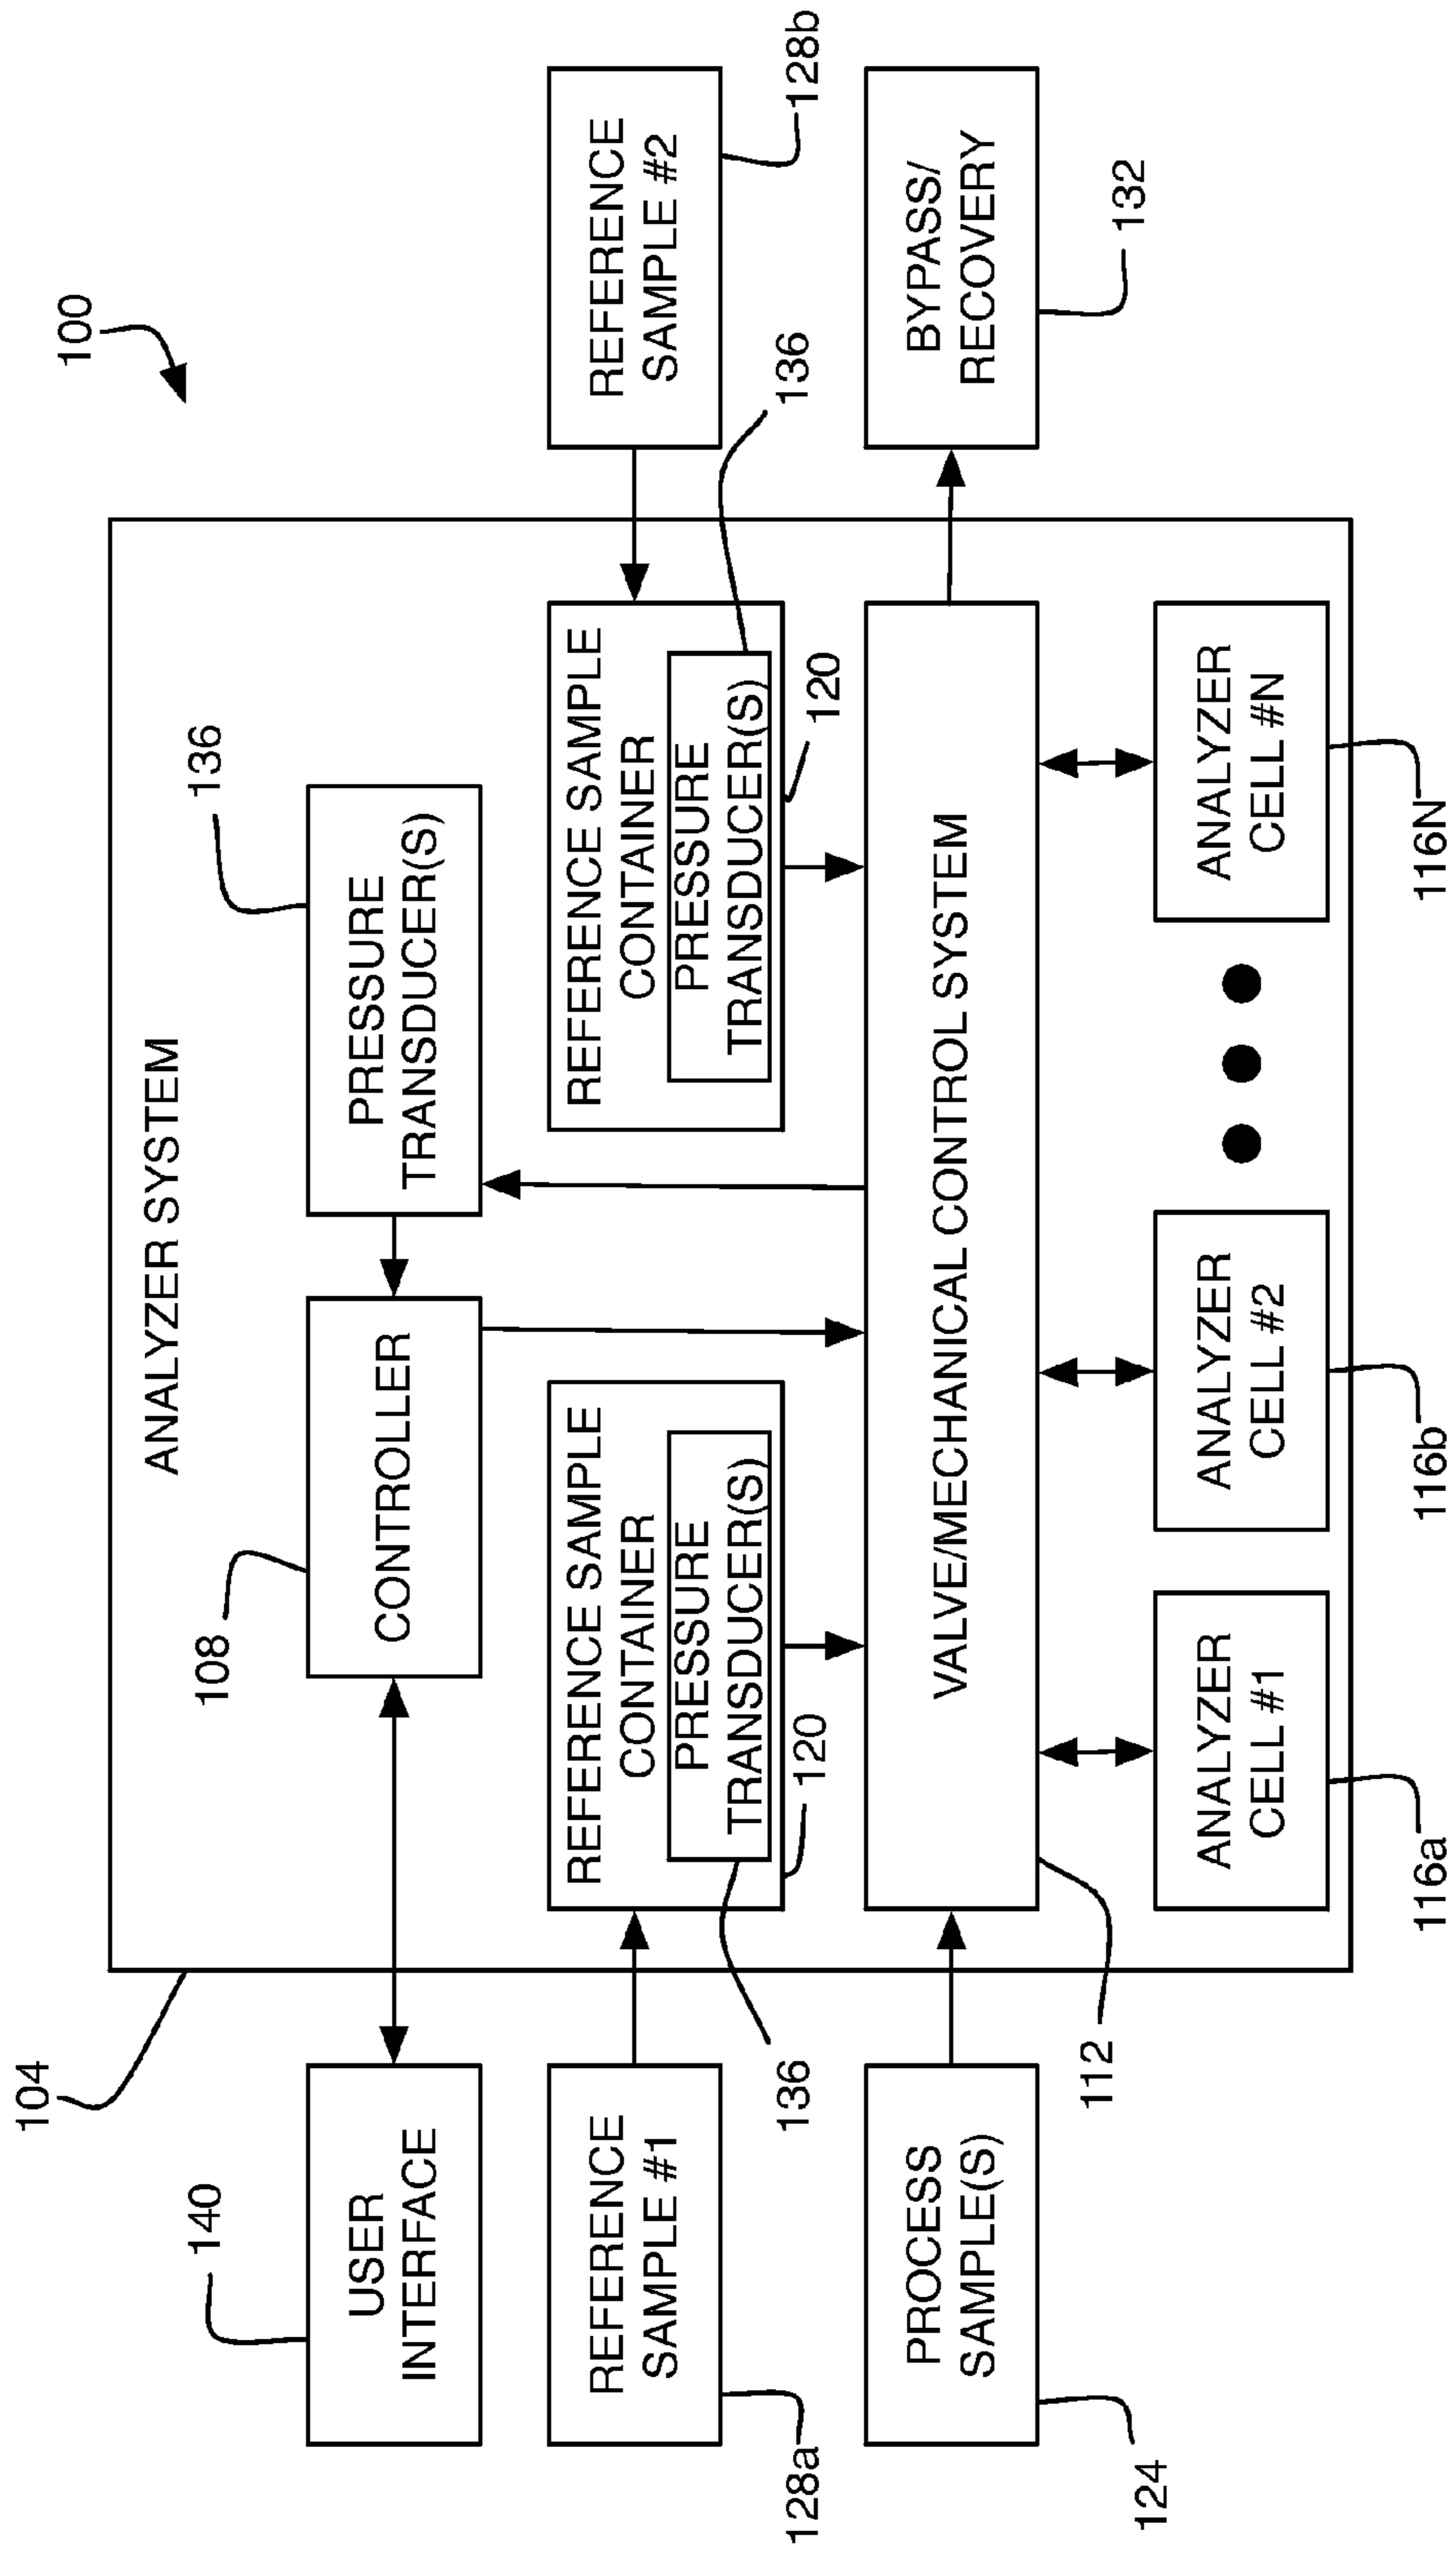 100
104
ANALYZER SYSTEM
140
108
136
USER
INTERFACE
CONTROLLER
PRESSURE
TRANSDUCER(S)
REFERENCE
SAMPLE #1
128a
REFERENCE SAMPLE
CONTAINER
PRESSURE
TRANSDUCER(S)
136
120
REFERENCE SAMPLE
CONTAINER
PRESSURE
TRANSDUCER(S)
120
136
REFERENCE
SAMPLE #2
128b
PROCESS
SAMPLE(S)
124
VALVE/MECHANICAL CONTROL SYSTEM
112
BYPASS/
RECOVERY
132
ANALYZER
CELL #1
116a
ANALYZER
CELL #2
116b
ANALYZER
CELL #N
116N